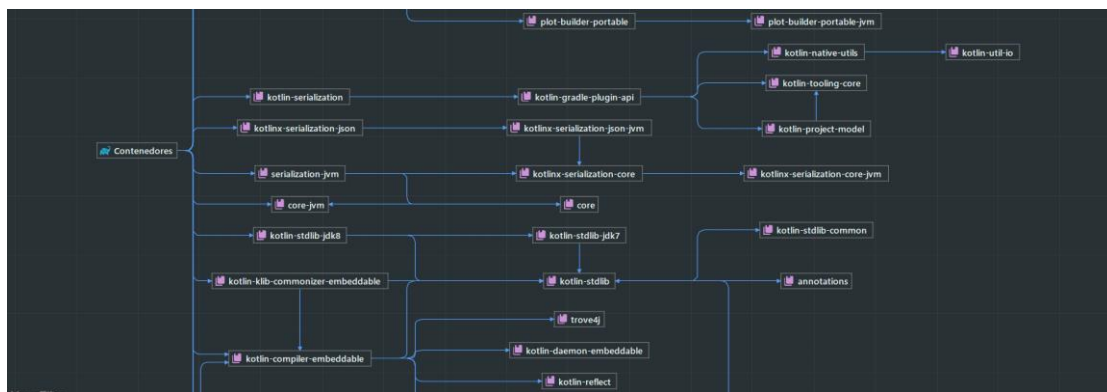 plot-builder-portable
plot-builder-portable-jvm
kotlin-native-utils
kotlin-util-io
kotlin-tooling-core
kotlin-serialization
kotlin-gradle-plugin-api
kotlinx-serialization-json
kotlinx-serialization-json-jvm
kotlin-project-model
Contenedores
serialization-jvm
kotlinx-serialization-core
kotlinx-serialization-core-jvm
core-jvm
core
kotlin-stdlib-common
kotlin-stdlib-jdk8
kotlin-stdlib-jdk7
kotlin-klib-commonizer-embeddable
kotlin-stdlib
annotations
trove4j
kotlin-daemon-embeddable
kotlin-compiler-embeddable
kotlin-reflect